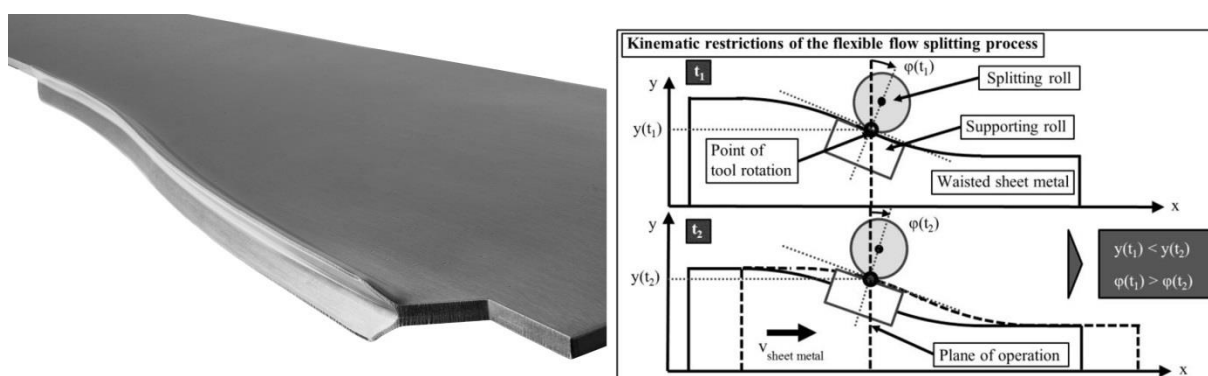 Kinematic restrictions of the flexible flow splitting process
y
t₁
φ(t₁)
Splitting roll
y(t₁)
Supporting roll
Point of
tool rotation
Waisted sheet metal
x
y
t₂
φ(t₂)
y(t₂)
y(t₁) < y(t₂)
φ(t₁) > φ(t₂)
v sheet metal
Plane of operation
x